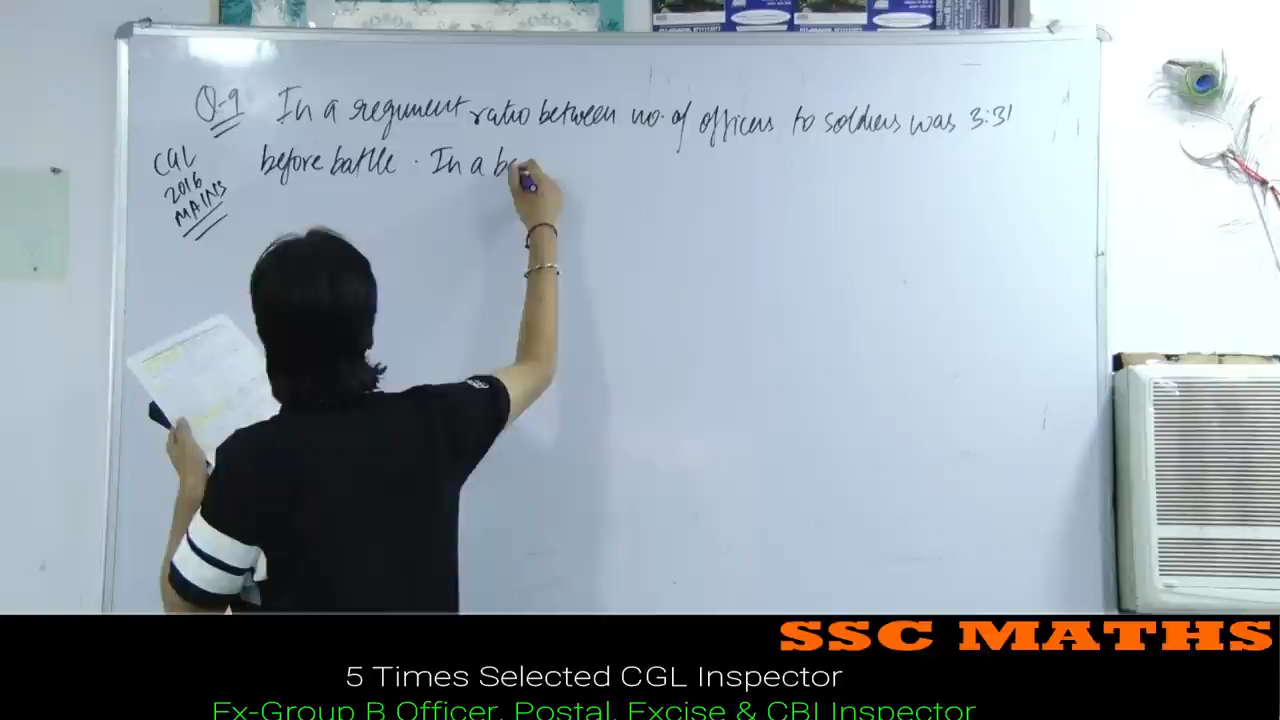 Q-9 In a regiment ratio between no. of officers to soldiers was 3:31
before battle. In a b
CGL
2016
MAINS
SSC MATHS
5 Times Selected CGL Inspector
Ex-Group B Officer, Postal, Excise & CBI Inspector